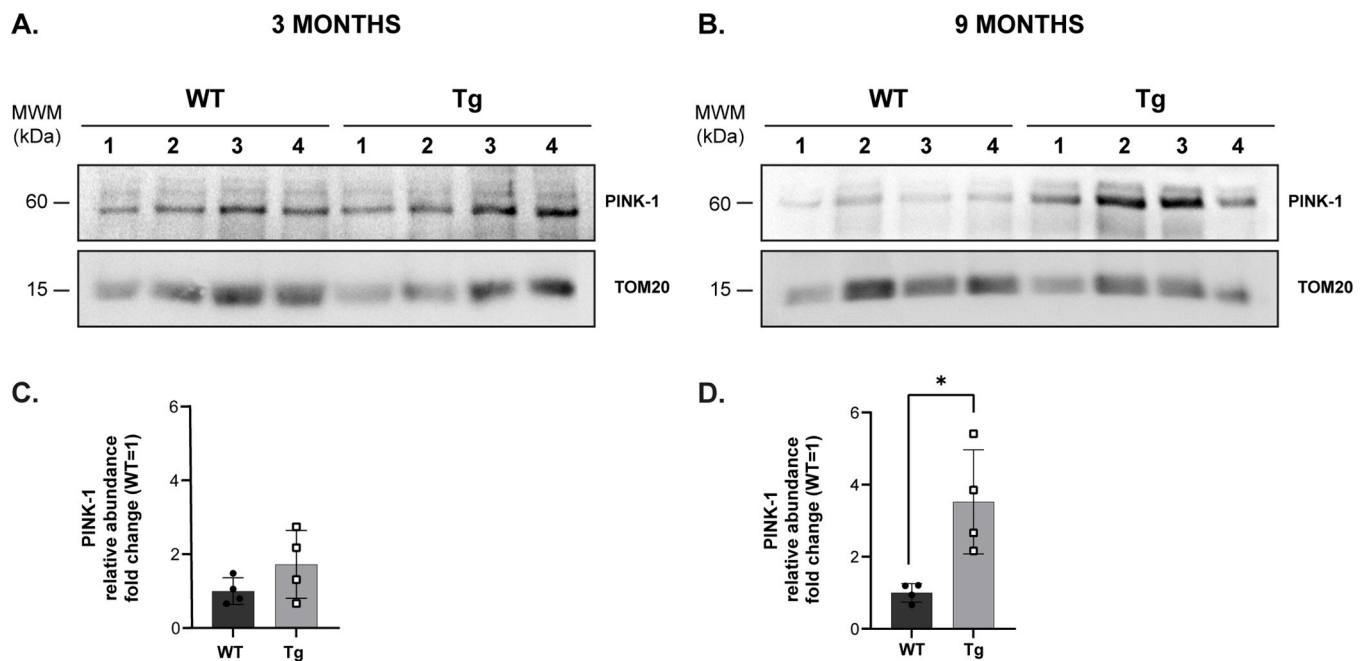 A.
3 MONTHS
MWM
(kDa)
WT
Tg
1 2 3 4 1 2 3 4
60
PINK-1
15
TOM20
B.
9 MONTHS
MWM
(kDa)
WT
Tg
1 2 3 4 1 2 3 4
60
PINK-1
15
TOM20
C.
PINK-1
relative abundance
fold change (WT=1)
6
4
2
0
WT
Tg
D.
PINK-1
relative abundance
fold change (WT=1)
6
4
2
0
*
WT
Tg